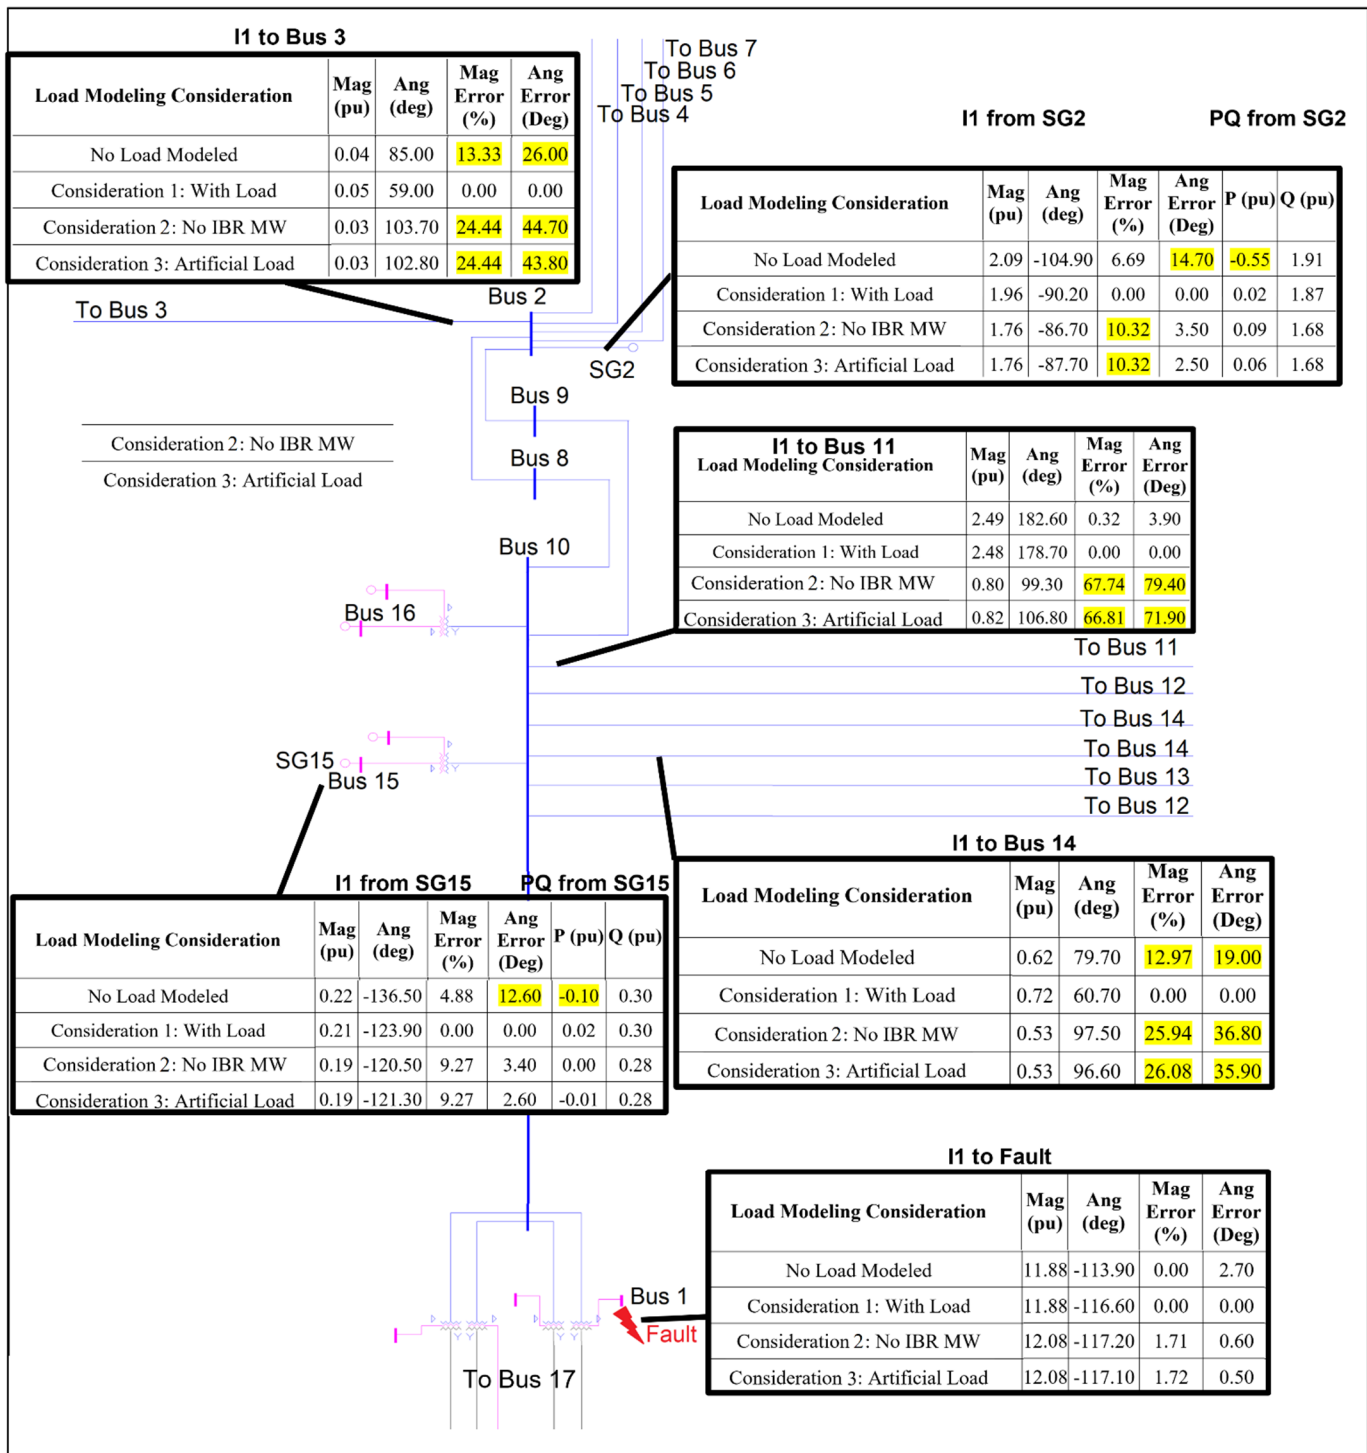 I1 to Bus 3
Load Modeling Consideration Mag (pu) Ang (deg) Mag Error (%) Ang Error (Deg)
No Load Modeled 0.04 85.00 13.33 26.00
Consideration 1: With Load 0.05 59.00 0.00 0.00
Consideration 2: No IBR MW 0.03 103.70 24.44 44.70
Consideration 3: Artificial Load 0.03 102.80 24.44 43.80
To Bus 7
To Bus 6
To Bus 5
To Bus 4
I1 from SG2 PQ from SG2
Load Modeling Consideration Mag (pu) Ang (deg) Mag Error (%) Ang Error (Deg) P (pu) Q (pu)
No Load Modeled 2.09 -104.90 6.69 14.70 -0.55 1.91
Consideration 1: With Load 1.96 -90.20 0.00 0.00 0.02 1.87
Consideration 2: No IBR MW 1.76 -86.70 10.32 3.50 0.09 1.68
Consideration 3: Artificial Load 1.76 -87.70 10.32 2.50 0.06 1.68
To Bus 3
Bus 2
SG2
Bus 9
Bus 8
Consideration 2: No IBR MW
Consideration 3: Artificial Load
I1 to Bus 11
Load Modeling Consideration Mag (pu) Ang (deg) Mag Error (%) Ang Error (Deg)
No Load Modeled 2.49 182.60 0.32 3.90
Consideration 1: With Load 2.48 178.70 0.00 0.00
Consideration 2: No IBR MW 0.80 99.30 67.74 79.40
Consideration 3: Artificial Load 0.82 106.80 66.81 71.90
Bus 10
D
Bus 16
D Y
To Bus 11
To Bus 12
To Bus 14
To Bus 14
To Bus 13
To Bus 12
D
SG15
D Y
Bus 15
I1 to Bus 14
Load Modeling Consideration Mag (pu) Ang (deg) Mag Error (%) Ang Error (Deg)
No Load Modeled 0.62 79.70 12.97 19.00
Consideration 1: With Load 0.72 60.70 0.00 0.00
Consideration 2: No IBR MW 0.53 97.50 25.94 36.80
Consideration 3: Artificial Load 0.53 96.60 26.08 35.90
I1 from SG15 PQ from SG15
Load Modeling Consideration Mag (pu) Ang (deg) Mag Error (%) Ang Error (Deg) P (pu) Q (pu)
No Load Modeled 0.22 -136.50 4.88 12.60 -0.10 0.30
Consideration 1: With Load 0.21 -123.90 0.00 0.00 0.02 0.30
Consideration 2: No IBR MW 0.19 -120.50 9.27 3.40 0.00 0.28
Consideration 3: Artificial Load 0.19 -121.30 9.27 2.60 -0.01 0.28
I1 to Fault
Load Modeling Consideration Mag (pu) Ang (deg) Mag Error (%) Ang Error (Deg)
No Load Modeled 11.88 -113.90 0.00 2.70
Consideration 1: With Load 11.88 -116.60 0.00 0.00
Consideration 2: No IBR MW 12.08 -117.20 1.71 0.60
Consideration 3: Artificial Load 12.08 -117.10 1.72 0.50
Bus 1
Fault
D D D D
Y Y Y Y
To Bus 17